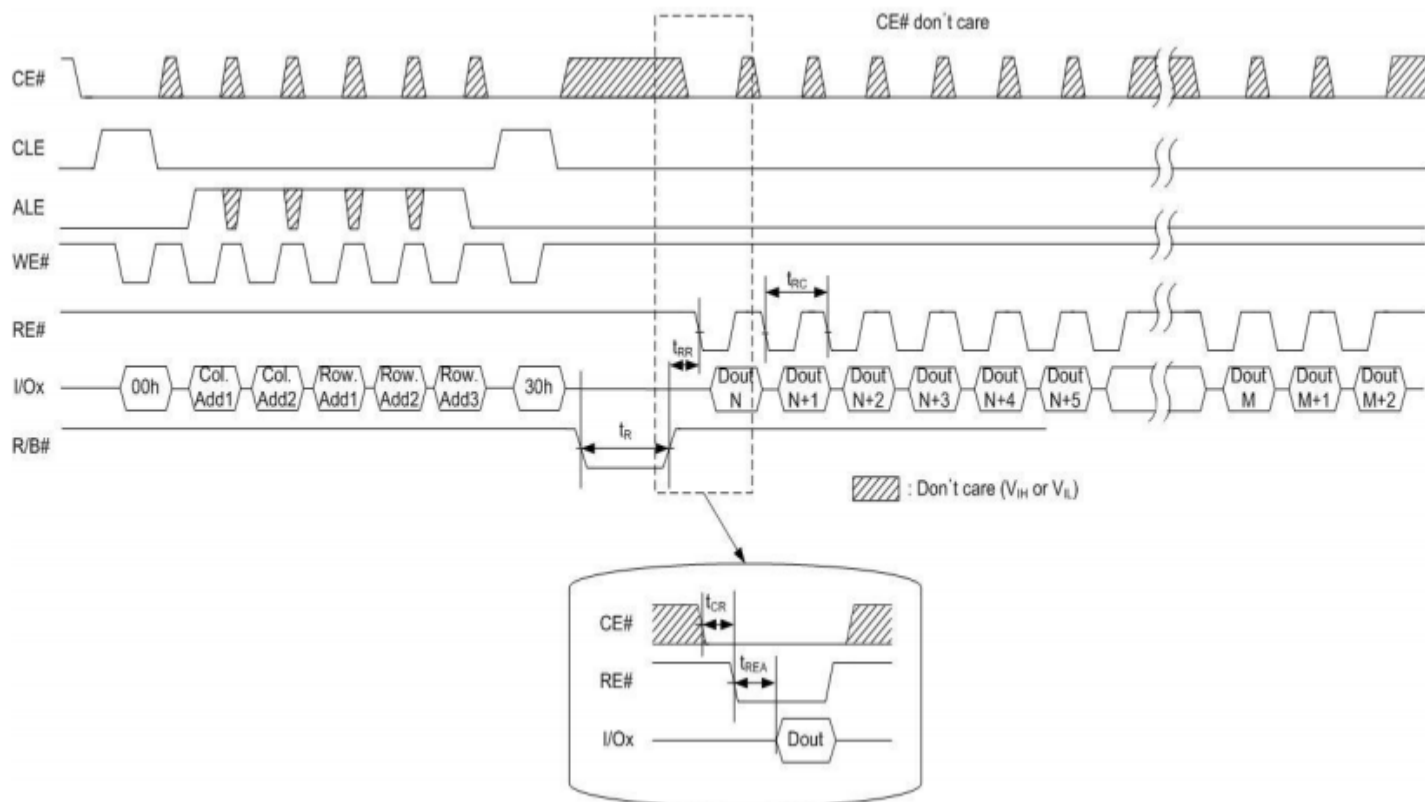 CE# don´t care
CE#
CLE
ALE
WE#
tRC
RE#
tRR
I/Ox
00h
Col. Add1
Col. Add2
Row. Add1
Row. Add2
Row. Add3
30h
Dout N
Dout N+1
Dout N+2
Dout N+3
Dout N+4
Dout N+5
Dout M
Dout M+1
Dout M+2
R/B#
tR
: Don´t care (VIH or VIL)
CE#
tCR
RE#
tREA
I/Ox
Dout